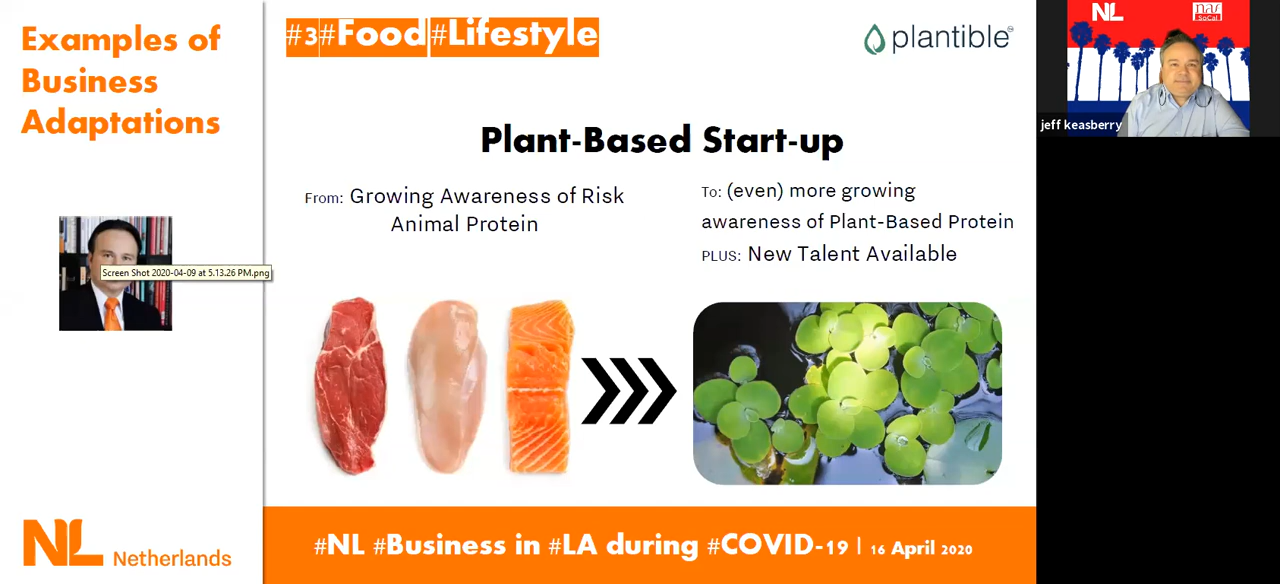 Examples of
Business
Adaptations
Screen Shot 2020-04-09 at 5.13.26 PM.png
NL Netherlands
#3#Food#Lifestyle
plantible
Plant-Based Start-up
From: Growing Awareness of Risk
Animal Protein
To: (even) more growing
awareness of Plant-Based Protein
PLUS: New Talent Available
#NL #Business in #LA during #COVID-19 | 16 April 2020
NL
nav
SoCal
jeff keasberry